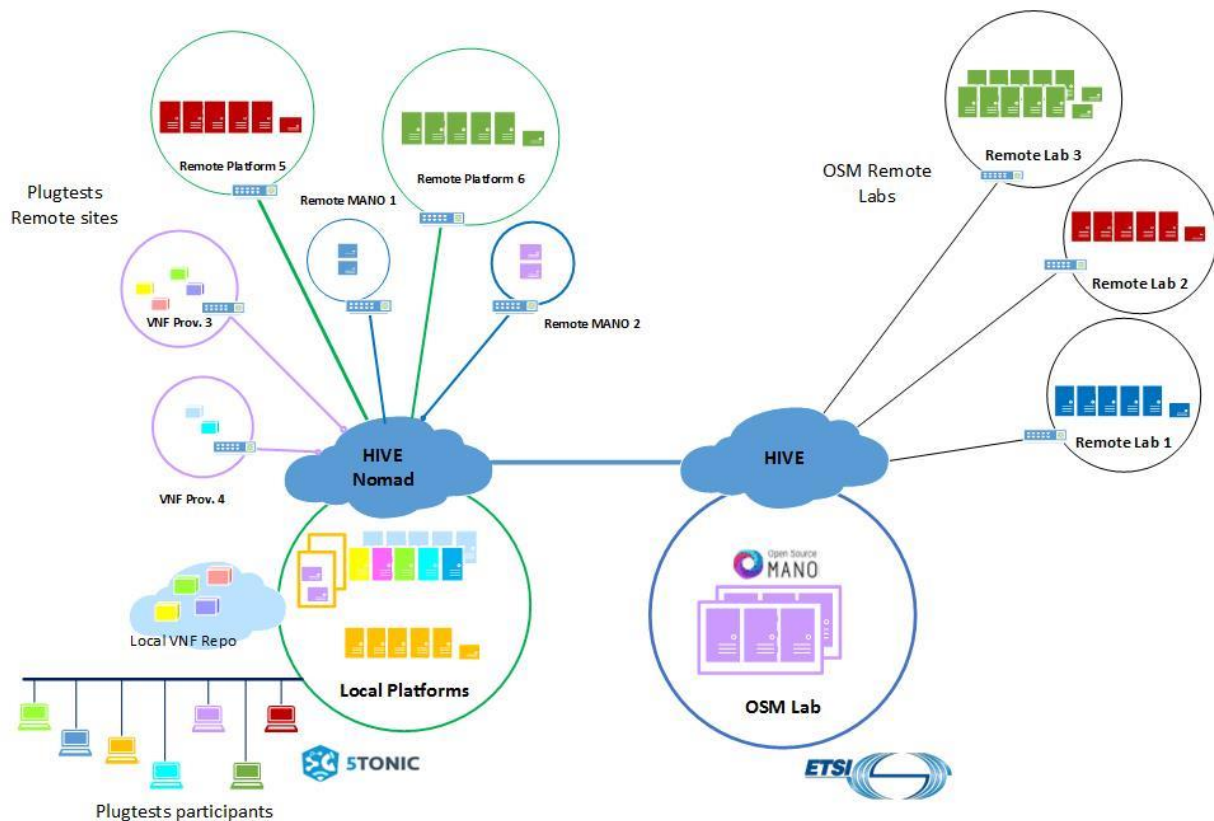 Remote Platform 5
Remote Platform 6
Plugtests
Remote sites
Remote MANO 1
Remote MANO 2
VNF Prov. 3
VNF Prov. 4
OSM Remote
Labs
Remote Lab 3
Remote Lab 2
Remote Lab 1
HIVE
Nomad
HIVE
Local VNF Repo
Local Platforms
Open Source
MANO
OSM Lab
5TONIC
ETSI
Plugtests participants